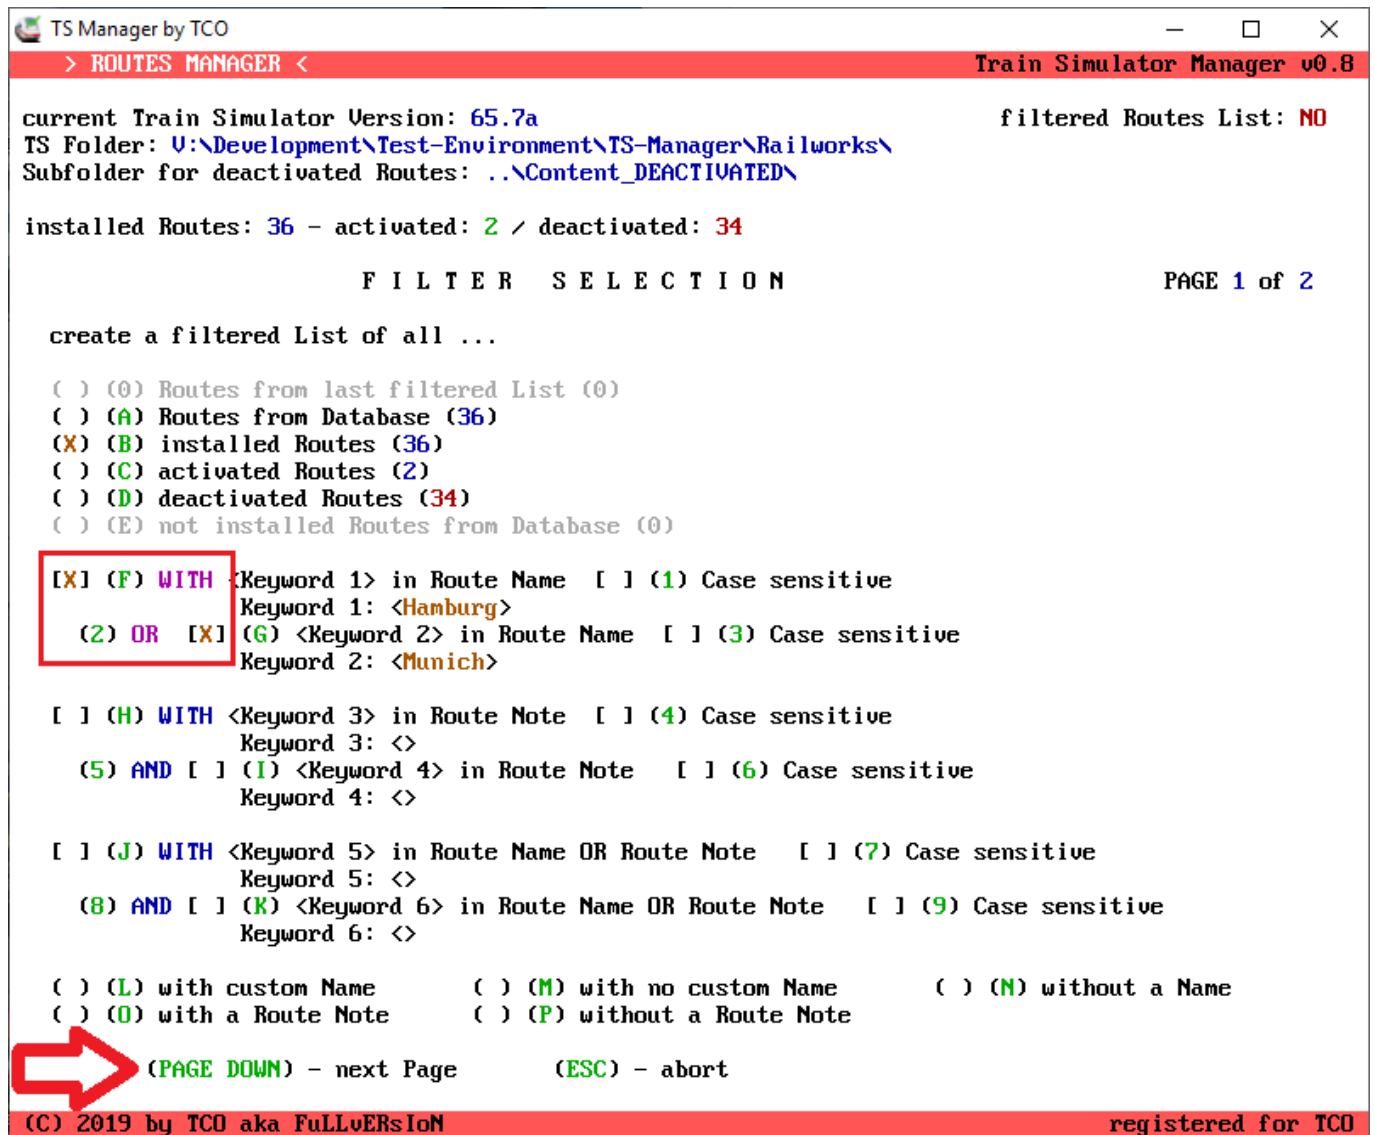 TS Manager by TCO
> ROUTES MANAGER < Train Simulator Manager v0.8
current Train Simulator Version: 65.7a filtered Routes List: NO
TS Folder: V:\Development\Test-Environment\TS-Manager\Railworks\
Subfolder for deactivated Routes: ..\Content_DEACTIVATED\
installed Routes: 36 - activated: 2 / deactivated: 34
F I L T E R S E L E C T I O N PAGE 1 of 2
create a filtered List of all ...
( ) (0) Routes from last filtered List (0)
( ) (A) Routes from Database (36)
(X) (B) installed Routes (36)
( ) (C) activated Routes (2)
( ) (D) deactivated Routes (34)
( ) (E) not installed Routes from Database (0)
[X] (F) WITH <Keyword 1> in Route Name [ ] (1) Case sensitive
Keyword 1: <Hamburg>
(2) OR [X] (G) <Keyword 2> in Route Name [ ] (3) Case sensitive
Keyword 2: <Munich>
[ ] (H) WITH <Keyword 3> in Route Note [ ] (4) Case sensitive
Keyword 3: <>
(5) AND [ ] (I) <Keyword 4> in Route Note [ ] (6) Case sensitive
Keyword 4: <>
[ ] (J) WITH <Keyword 5> in Route Name OR Route Note [ ] (7) Case sensitive
Keyword 5: <>
(8) AND [ ] (K) <Keyword 6> in Route Name OR Route Note [ ] (9) Case sensitive
Keyword 6: <>
( ) (L) with custom Name ( ) (M) with no custom Name ( ) (N) without a Name
( ) (O) with a Route Note ( ) (P) without a Route Note
(PAGE DOWN) - next Page (ESC) - abort
(C) 2019 by TCO aka FuLLvERsIoN registered for TCO